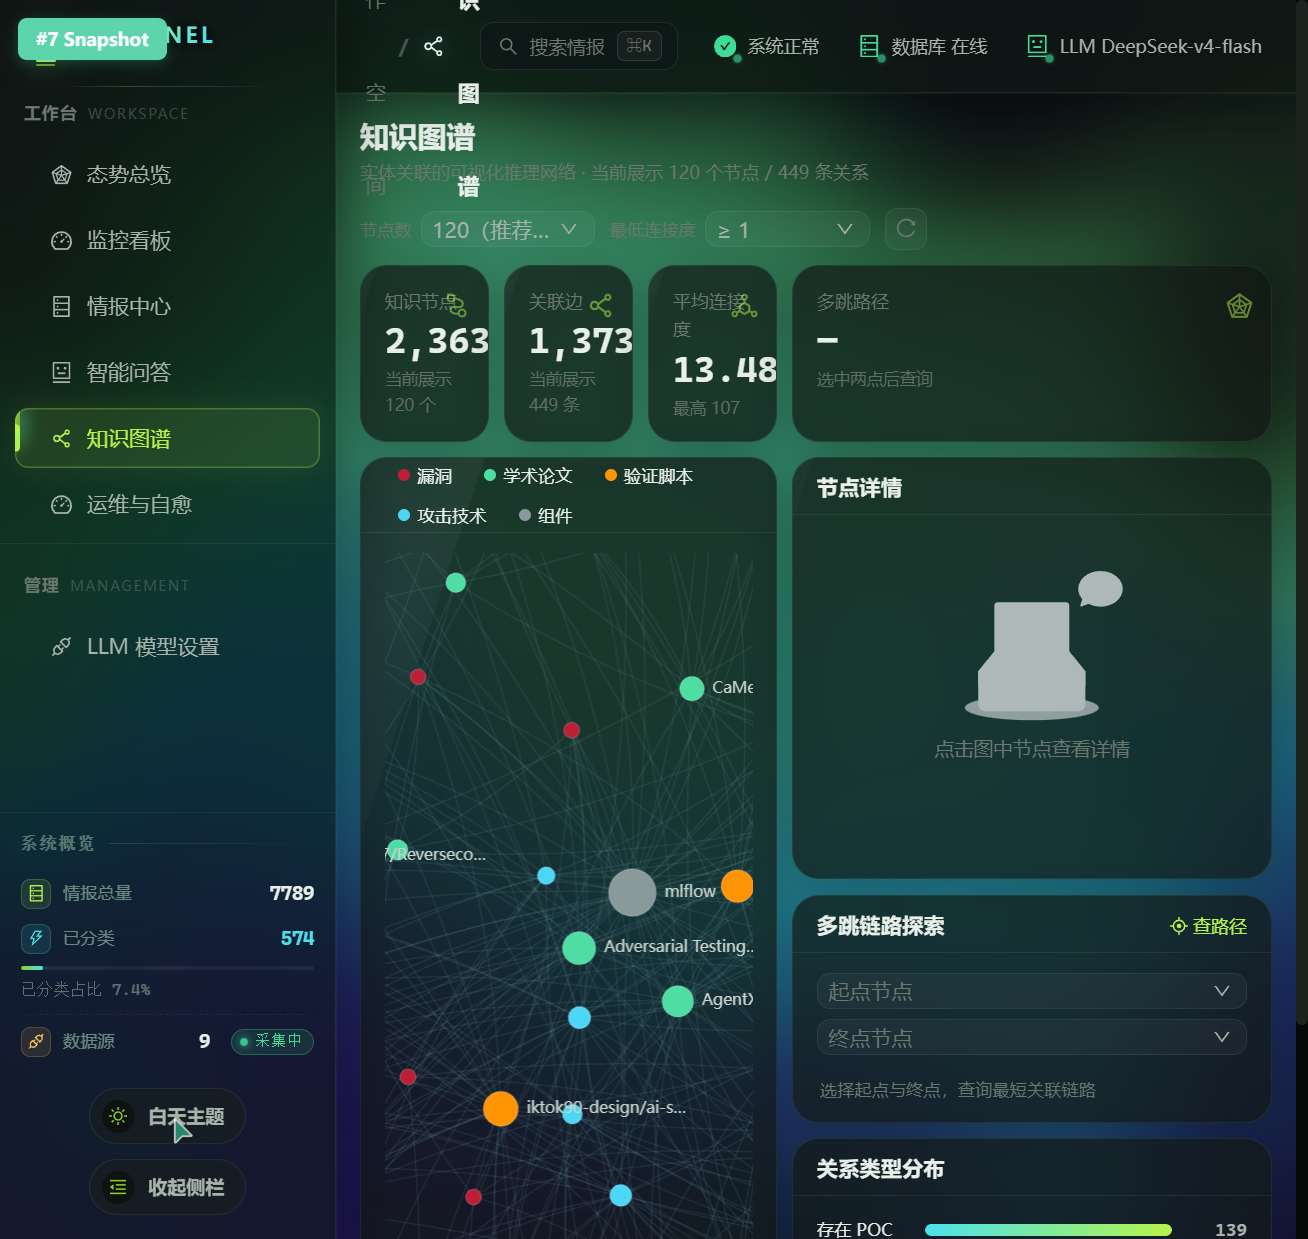 #7 Snapshot
NEL
工作台 WORKSPACE
态势总览
监控看板
情报中心
智能问答
知识图谱
运维与自愈
管理 MANAGEMENT
LLM 模型设置
系统概览
情报总量 7789
已分类 574
已分类占比 7.4%
数据源 9 采集中
白天主题
收起侧栏
作
空
间
/
识
图
谱
搜索情报 ⌘K
系统正常
数据库 在线
LLM DeepSeek-v4-flash
知识图谱
实体关联的可视化推理网络 · 当前展示 120 个节点 / 449 条关系
节点数 120（推荐... 最低连接度 ≥ 1
知识节点
2,363
当前展示
120 个
关联边
1,373
当前展示
449 条
平均连接
度
13.48
最高 107
多跳路径
—
选中两点后查询
漏洞 学术论文 验证脚本
攻击技术 组件
CaMe
/Reverseco...
mlflow
Adversarial Testing...
AgentX
iktok90-design/ai-s...
节点详情
点击图中节点查看详情
多跳链路探索 查路径
起点节点
终点节点
选择起点与终点，查询最短关联链路
关系类型分布
存在 POC 139